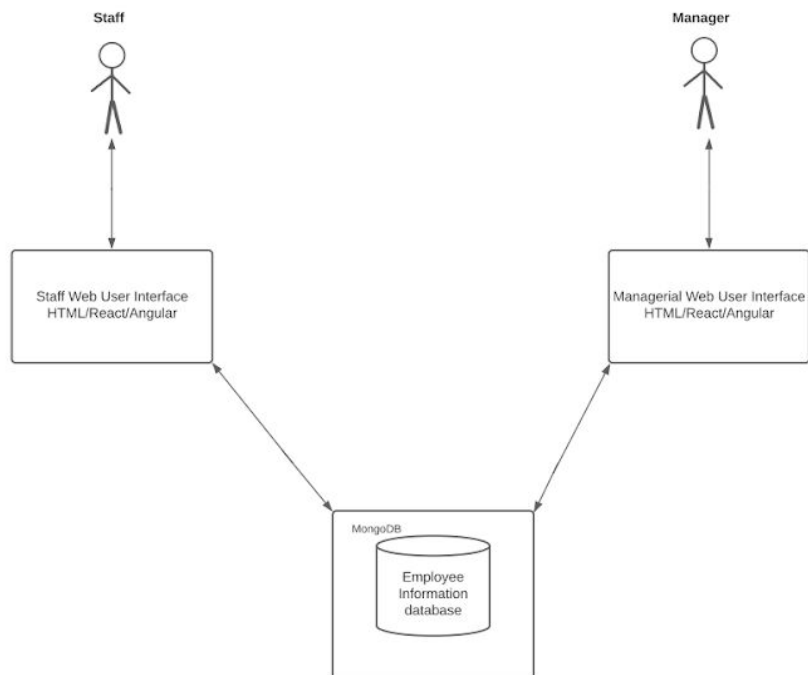 Staff
Manager
Staff Web User Interface
HTML/React/Angular
Managerial Web User Interface
HTML/React/Angular
MongoDB
Employee
Information
database